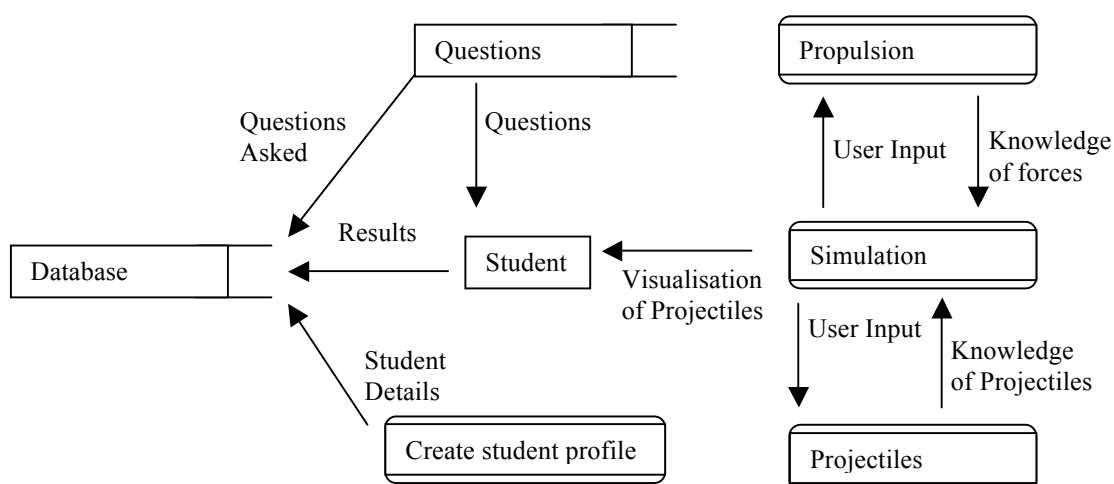 Questions
Propulsion
Questions
Asked
Questions
User Input
Knowledge
of forces
Database
Results
Student
Visualisation
of Projectiles
Simulation
Student
Details
User Input
Knowledge
of Projectiles
Create student profile
Projectiles